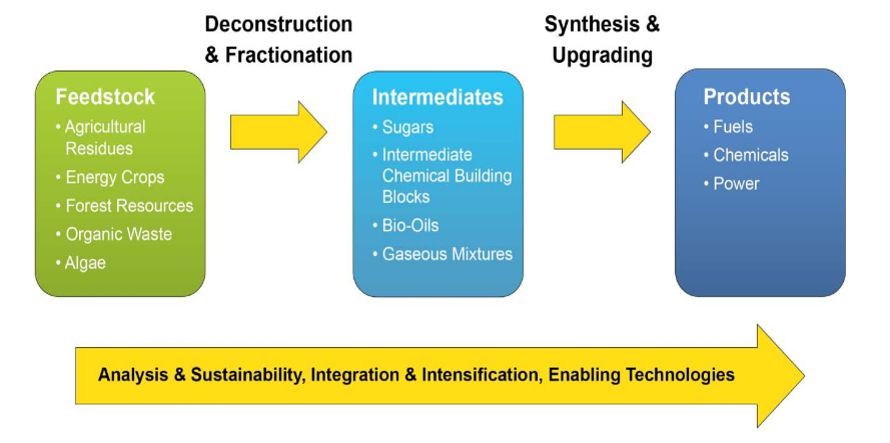 Deconstruction
& Fractionation
Synthesis &
Upgrading
Feedstock
• Agricultural
Residues
• Energy Crops
• Forest Resources
• Organic Waste
• Algae
Intermediates
• Sugars
• Intermediate
Chemical Building
Blocks
• Bio-Oils
• Gaseous Mixtures
Products
• Fuels
• Chemicals
• Power
Analysis & Sustainability, Integration & Intensification, Enabling Technologies